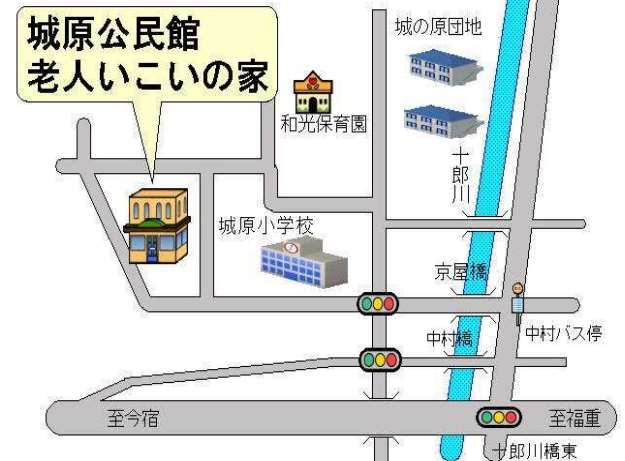 城原公民館
老人いこいの家
城の原団地
和光保育園
十郎川
城原小学校
京屋橋
中村橋
中村バス停
至今宿
至福重
十郎川橋東